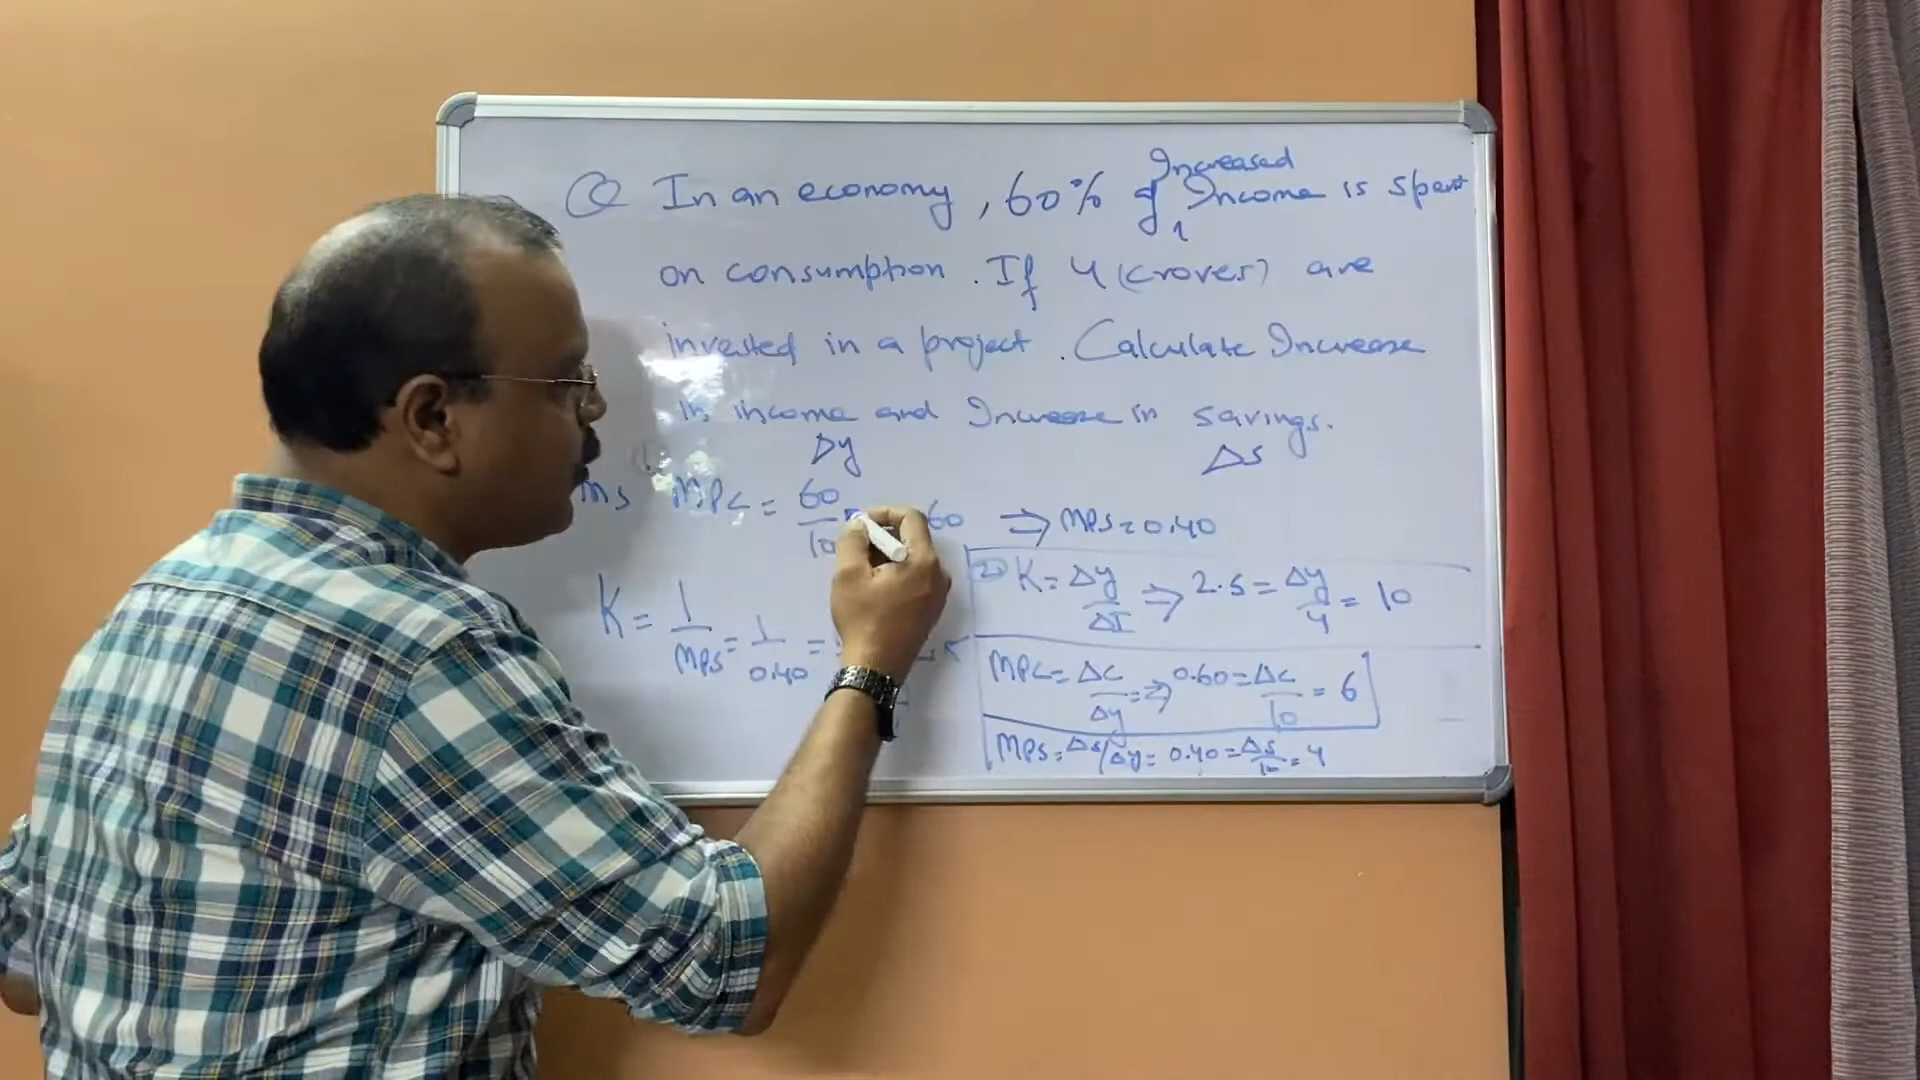 Q In an economy, 60% of Increased Income is spent
on consumption. If 4 (crores) are
invested in a project. Calculate Increase
in income and Increase in savings.
Δy ΔS
Ans MPC = 60/10 60 ⇒ MPS = 0.40
K = 1/MPS = 1/0.40 =
2) K = Δy/ΔI ⇒ 2.5 = Δy/4 = 10
MPC = ΔC/Δy =⇒ 0.60 = ΔC/10 = 6
MPS = Δs/Δy = 0.40 = ΔS/10 = 4